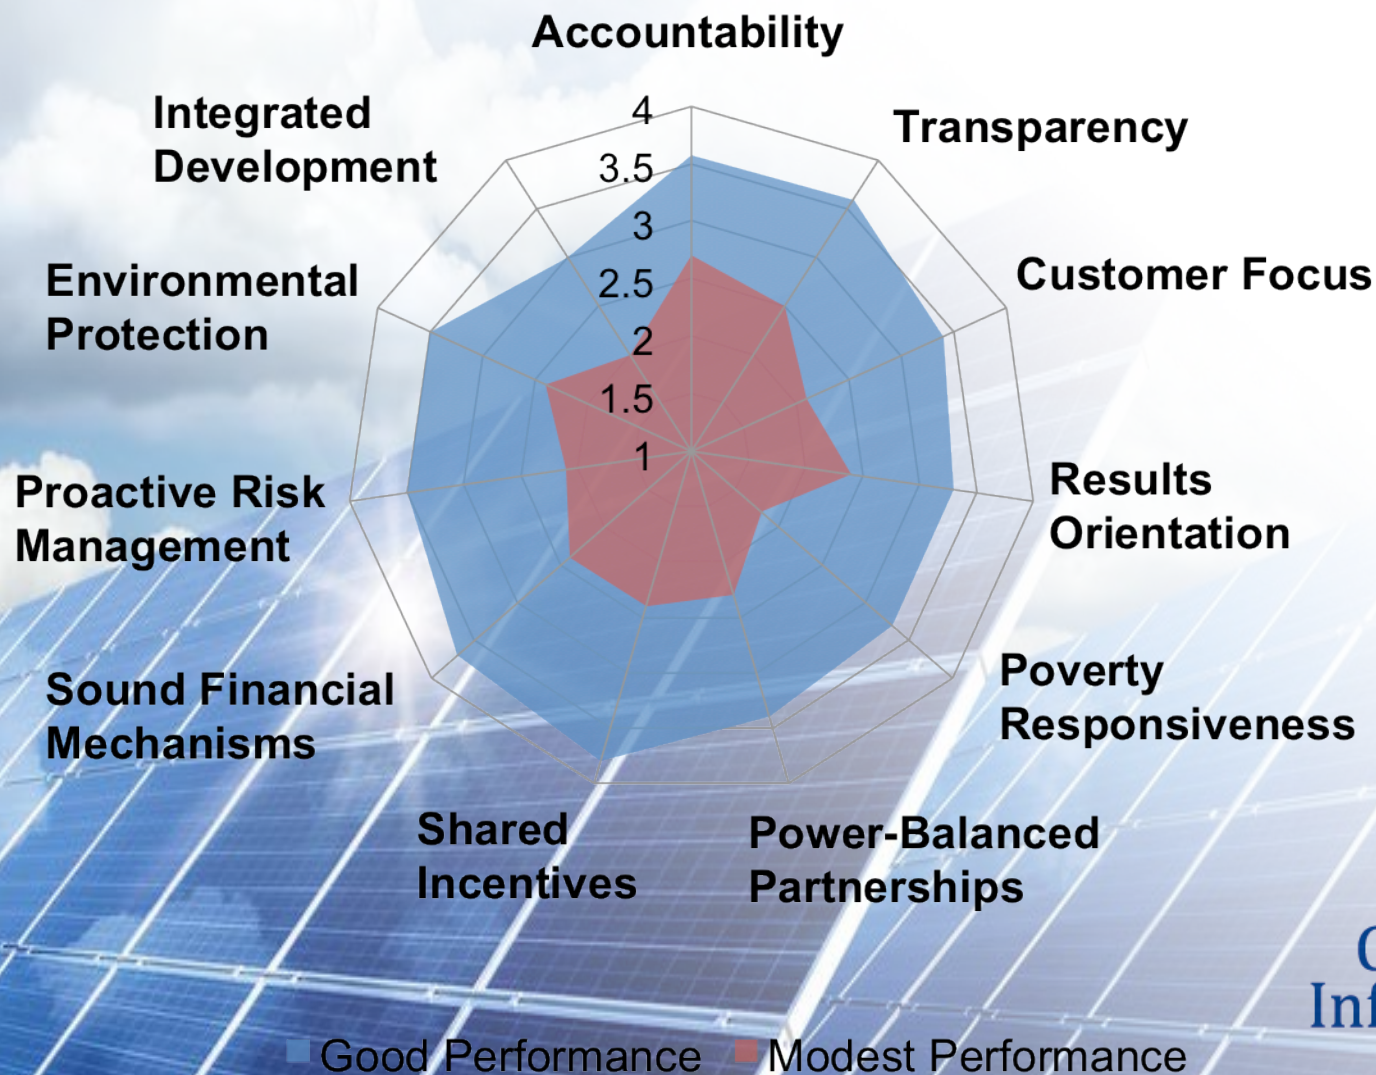 Accountability
Integrated
Development
Transparency
4
3.5
3
2.5
2
1.5
1
Customer Focus
Environmental
Protection
Results
Orientation
Proactive Risk
Management
Poverty
Responsiveness
Sound Financial
Mechanisms
Shared
Incentives
Power-Balanced
Partnerships
Good Performance
Modest Performance